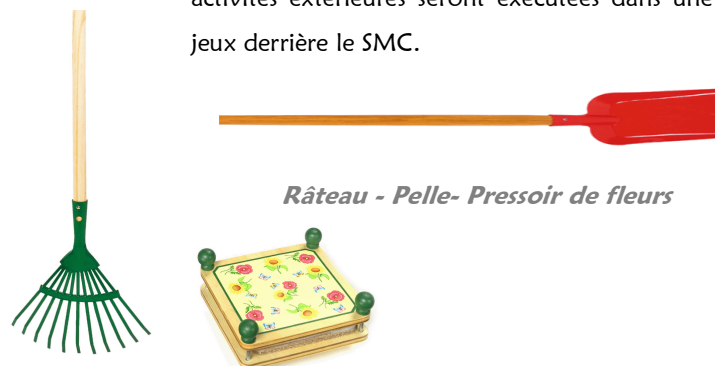 activités extérieures seront exécutées dans une
jeux derrière le SMC.
Râteau - Pelle- Pressoir de fleurs